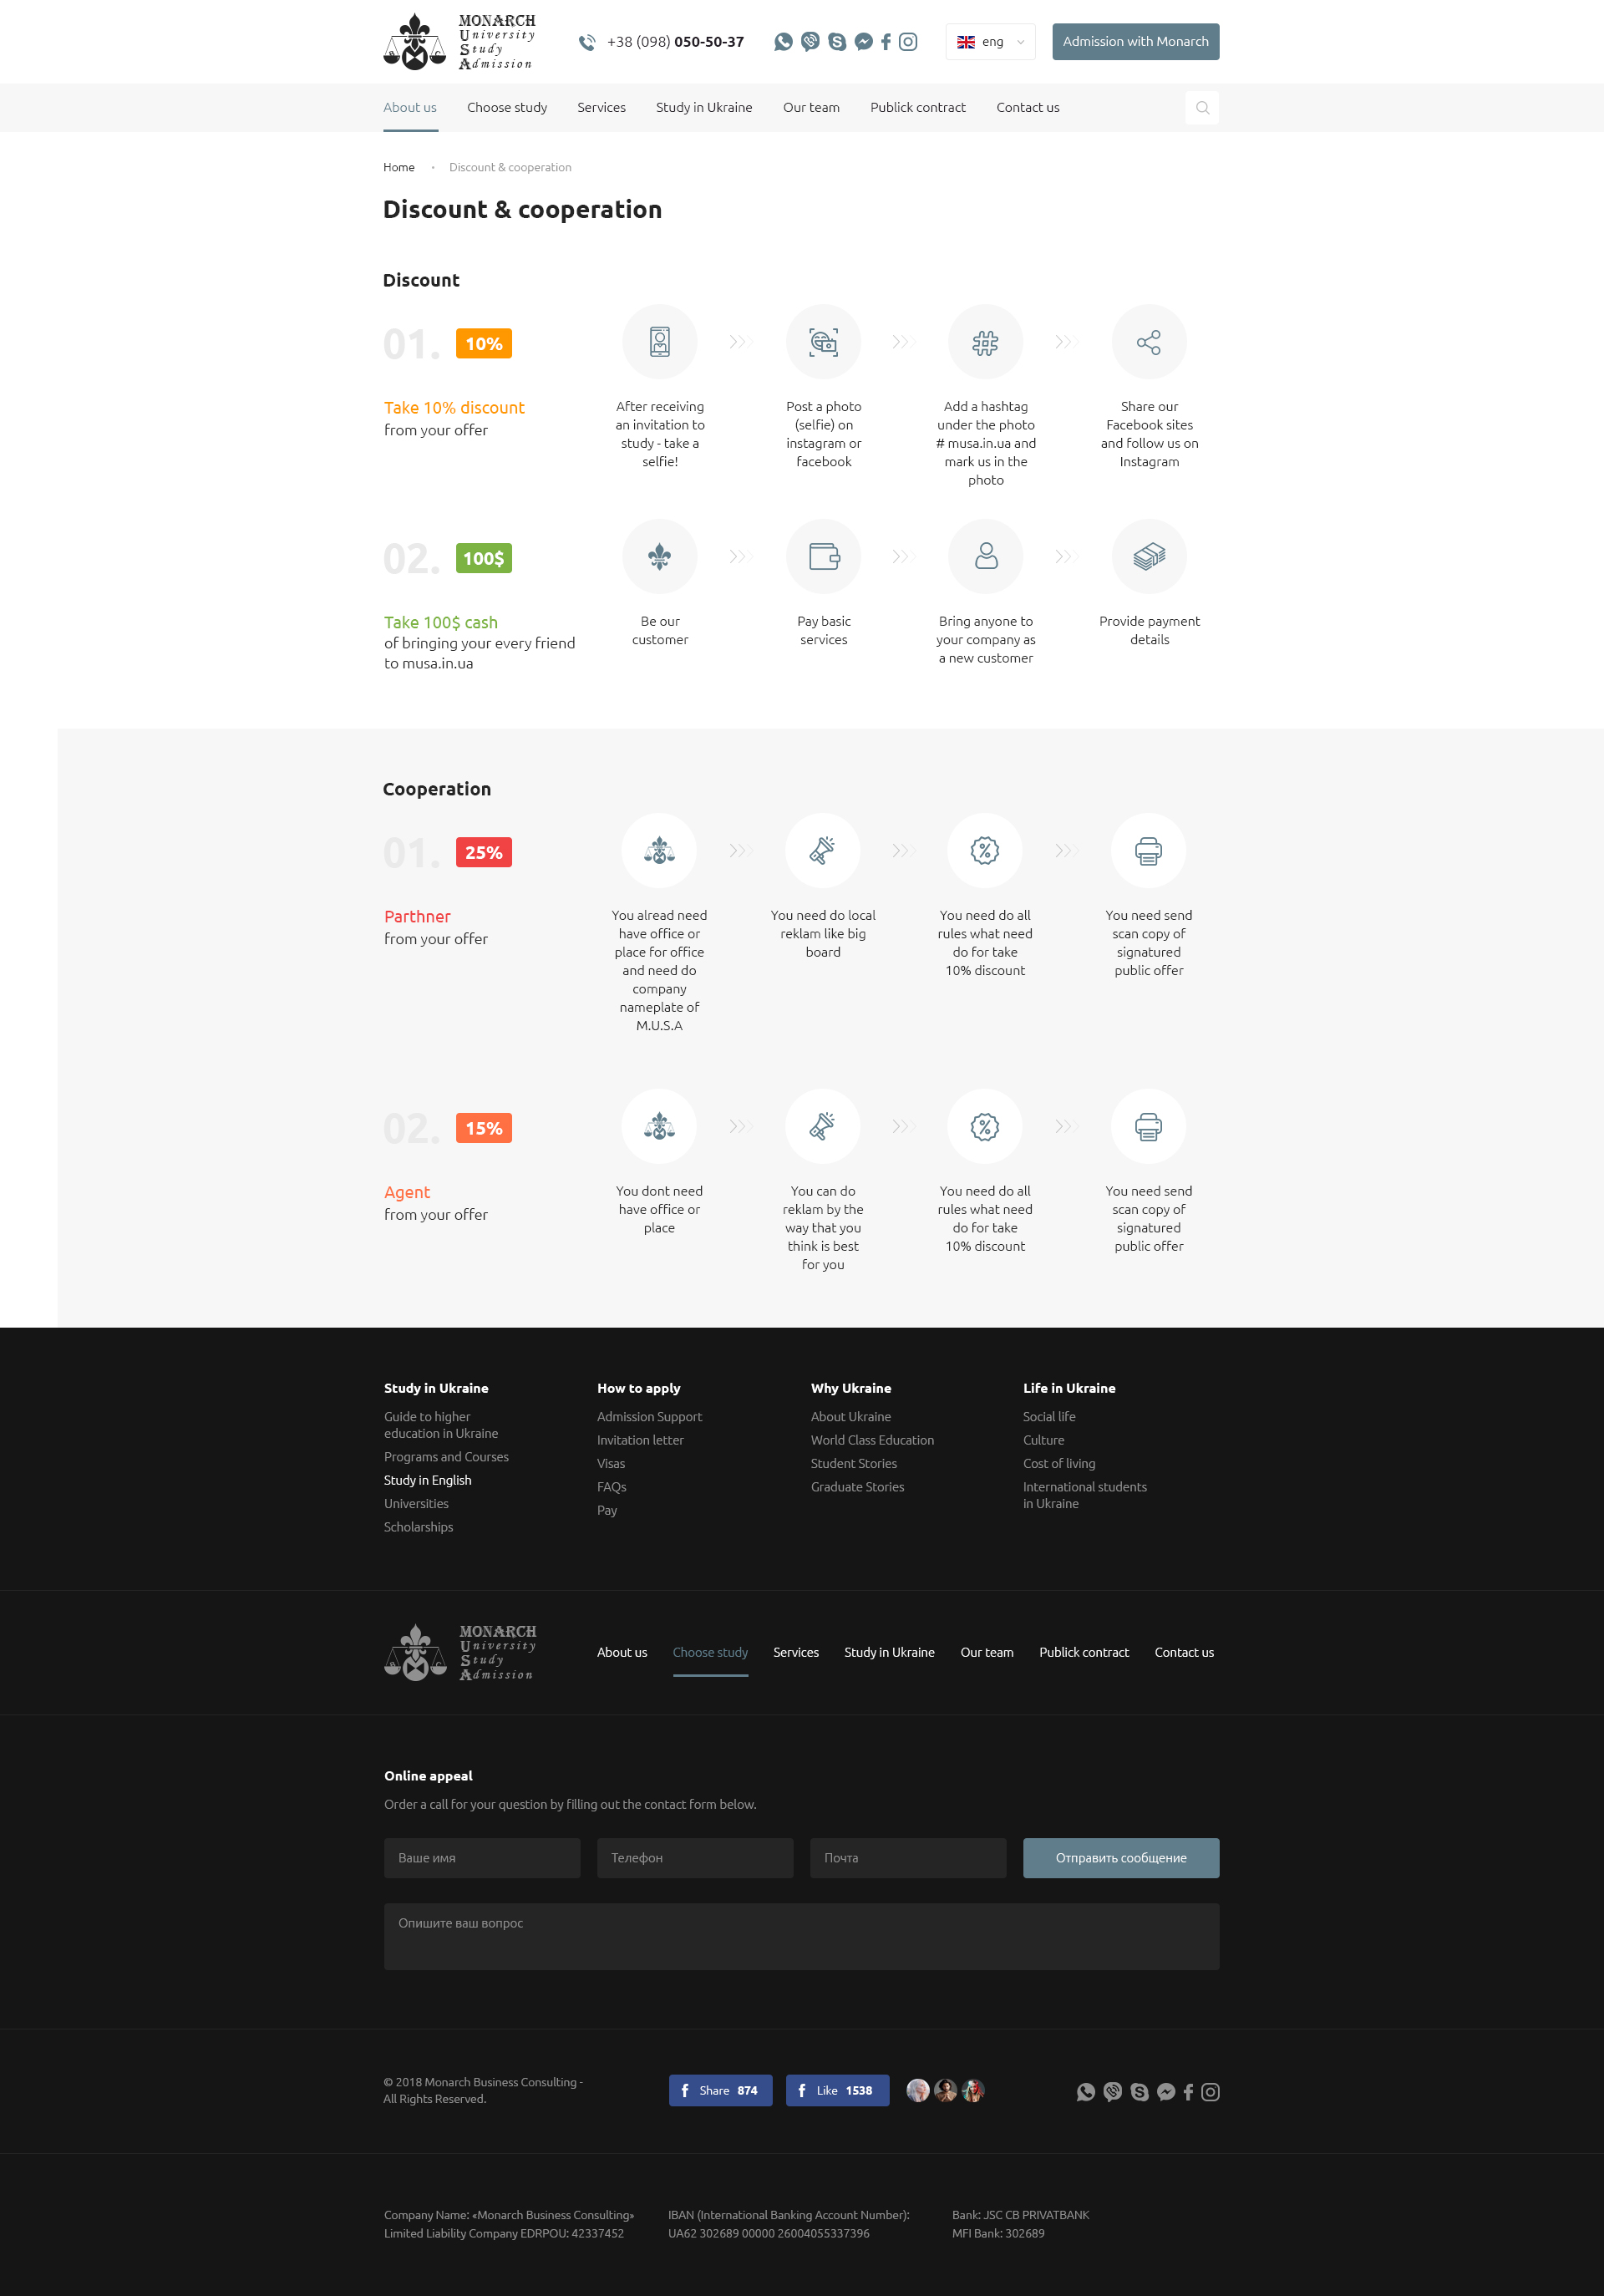 MONARCH
University
Study
Admission
+38 (098) 050-50-37
eng
Admission with Monarch
About us
Choose study
Services
Study in Ukraine
Our team
Publick contract
Contact us
Home
Discount & cooperation
Discount & cooperation
Discount
01.
10%
Take 10% discount
from your offer
After receiving
an invitation to
study - take a
selfie!
Post a photo
(selfie) on
instagram or
facebook
Add a hashtag
under the photo
# musa.in.ua and
mark us in the
photo
Share our
Facebook sites
and follow us on
Instagram
02.
100$
Take 100$ cash
of bringing your every friend
to musa.in.ua
Be our
customer
Pay basic
services
Bring anyone to
your company as
a new customer
Provide payment
details
Cooperation
01.
25%
Parthner
from your offer
You alread need
have office or
place for office
and need do
company
nameplate of
M.U.S.A
You need do local
reklam like big
board
You need do all
rules what need
do for take
10% discount
You need send
scan copy of
signatured
public offer
02.
15%
Agent
from your offer
You dont need
have office or
place
You can do
reklam by the
way that you
think is best
for you
You need do all
rules what need
do for take
10% discount
You need send
scan copy of
signatured
public offer
Study in Ukraine
Guide to higher
education in Ukraine
Programs and Courses
Study in English
Universities
Scholarships
How to apply
Admission Support
Invitation letter
Visas
FAQs
Pay
Why Ukraine
About Ukraine
World Class Education
Student Stories
Graduate Stories
Life in Ukraine
Social life
Culture
Cost of living
International students
in Ukraine
MONARCH
University
Study
Admission
About us
Choose study
Services
Study in Ukraine
Our team
Publick contract
Contact us
Online appeal
Order a call for your question by filling out the contact form below.
Ваше имя
Телефон
Почта
Отправить сообщение
Опишите ваш вопрос
© 2018 Monarch Business Consulting -
All Rights Reserved.
Share 874
Like 1538
Company Name: «Monarch Business Consulting»
Limited Liability Company EDRPOU: 42337452
IBAN (International Banking Account Number):
UA62 302689 00000 26004055337396
Bank: JSC CB PRIVATBANK
MFI Bank: 302689